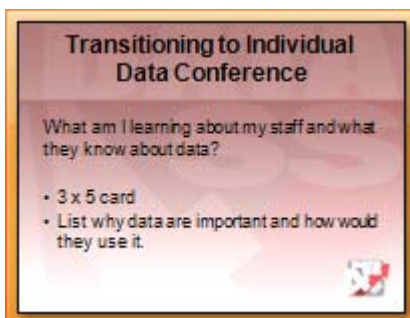 Transitioning to Individual
Data Conference
What am I learning about my staff and what
they know about data?
• 3 x 5 card
• List why data are important and how would
they use it.